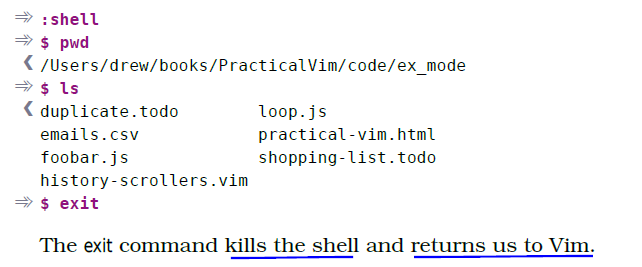 ⇒ :shell
⇒ $ pwd
❮ /Users/drew/books/PracticalVim/code/ex_mode
⇒ $ ls
❮ duplicate.todo loop.js
emails.csv practical-vim.html
foobar.js shopping-list.todo
history-scrollers.vim
⇒ $ exit
The exit command kills the shell and returns us to Vim.